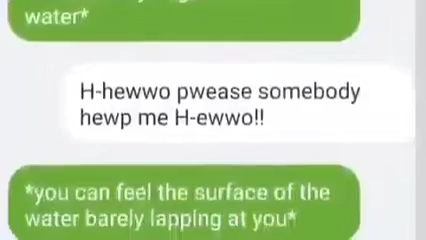 water*
H-hewwo pwease somebody
hewp me H-ewwo!!
*you can feel the surface of the
water barely lapping at you*